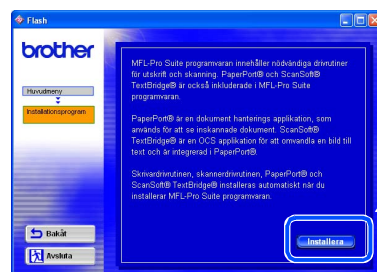 Flash
brother
Huvudmeny
Installationsprogram
MFL-Pro Suite programvaran innehåller nödvändiga drivrutiner
för utskrift och skanning. PaperPort® och ScanSoft®
TextBridge® är också inkluderade i MFL-Pro Suite
programvaran.
PaperPort® är en dokument hanterings applikation, som
används för att se inskannade dokument. ScanSoft®
TextBridge® är en OCS applikation för att omvandla en bild till
text och är integrerad i PaperPort®.
Skrivardrivrutinen, skannerdrivrutinen, PaperPort® och
ScanSoft® TextBridge® installeras automatiskt när du
installerar MFL-Pro Suite programvaran.
Bakåt
Avsluta
Installera